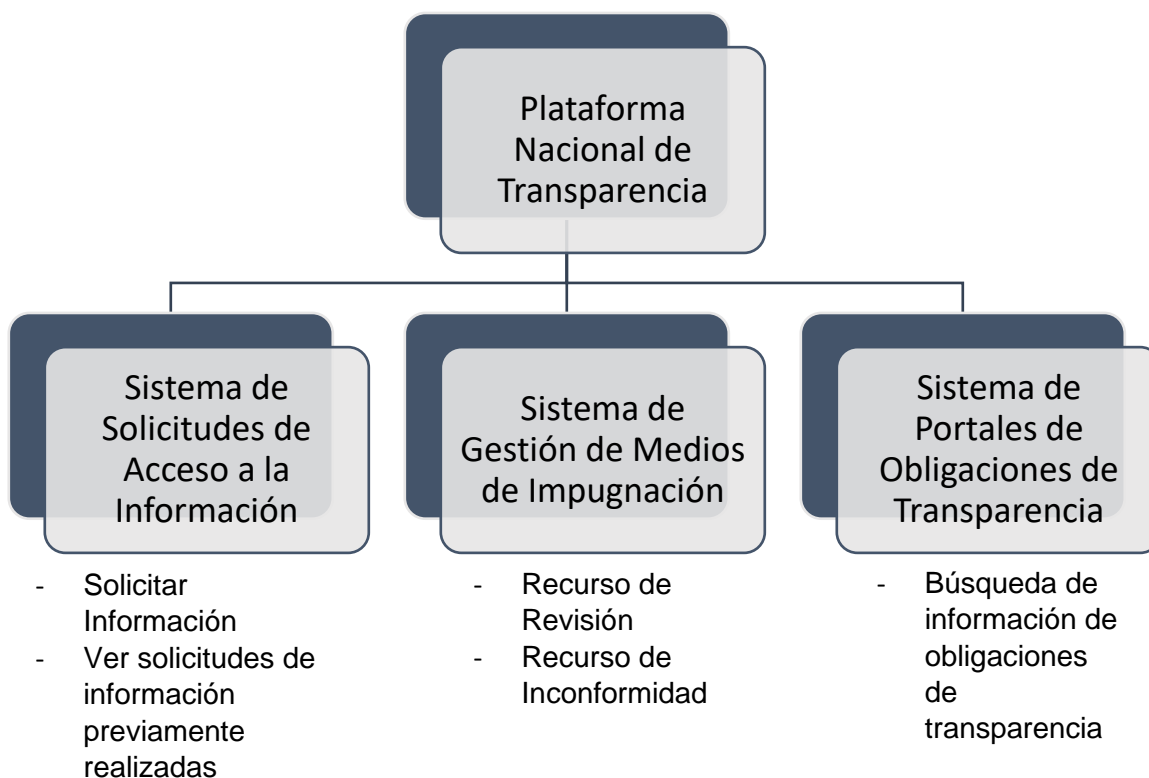 Plataforma
Nacional de
Transparencia
Sistema de
Solicitudes de
Acceso a la
Información
Sistema de
Gestión de Medios
de Impugnación
Sistema de
Portales de
Obligaciones de
Transparencia
- Solicitar
Información
- Ver solicitudes de
información
previamente
realizadas
- Recurso de
Revisión
- Recurso de
Inconformidad
- Búsqueda de
información de
obligaciones
de
transparencia